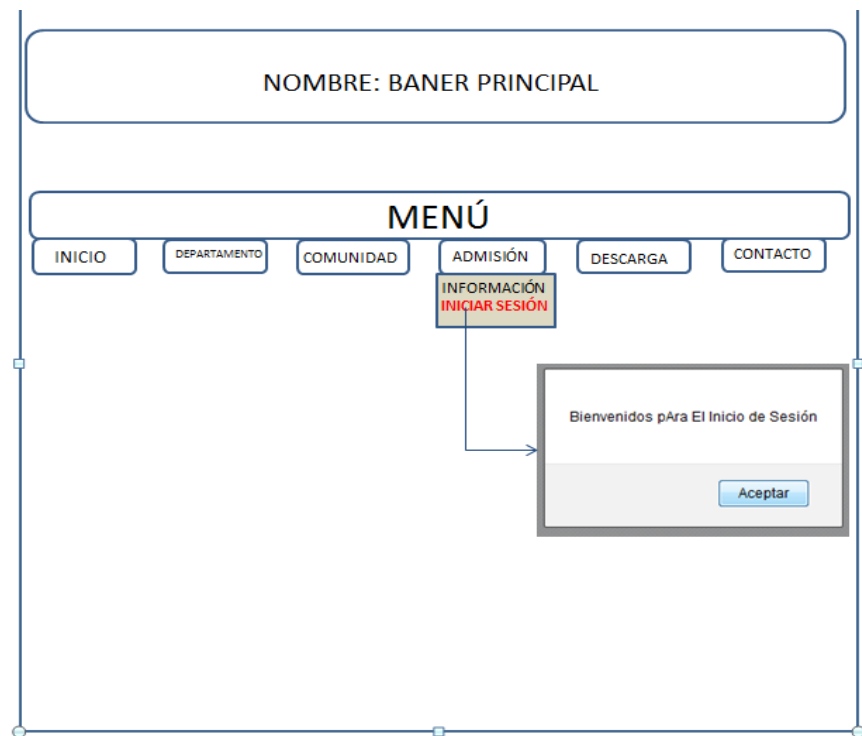 NOMBRE: BANER PRINCIPAL
MENÚ
INICIO
DEPARTAMENTO
COMUNIDAD
ADMISIÓN
DESCARGA
CONTACTO
INFORMACIÓN
INICIAR SESIÓN
Bienvenidos pAra El Inicio de Sesión
Aceptar